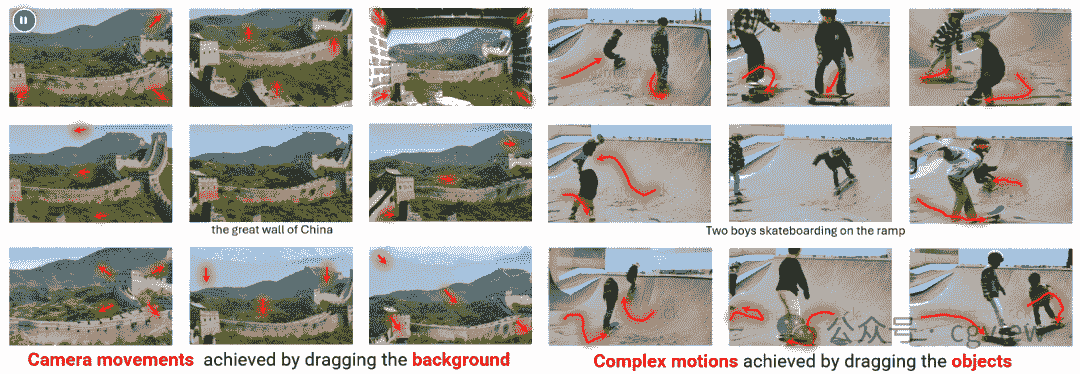 the great wall of China
Two boys skateboarding on the ramp
公众号 · cgview
Camera movements achieved by dragging the background
Complex motions achieved by dragging the objects